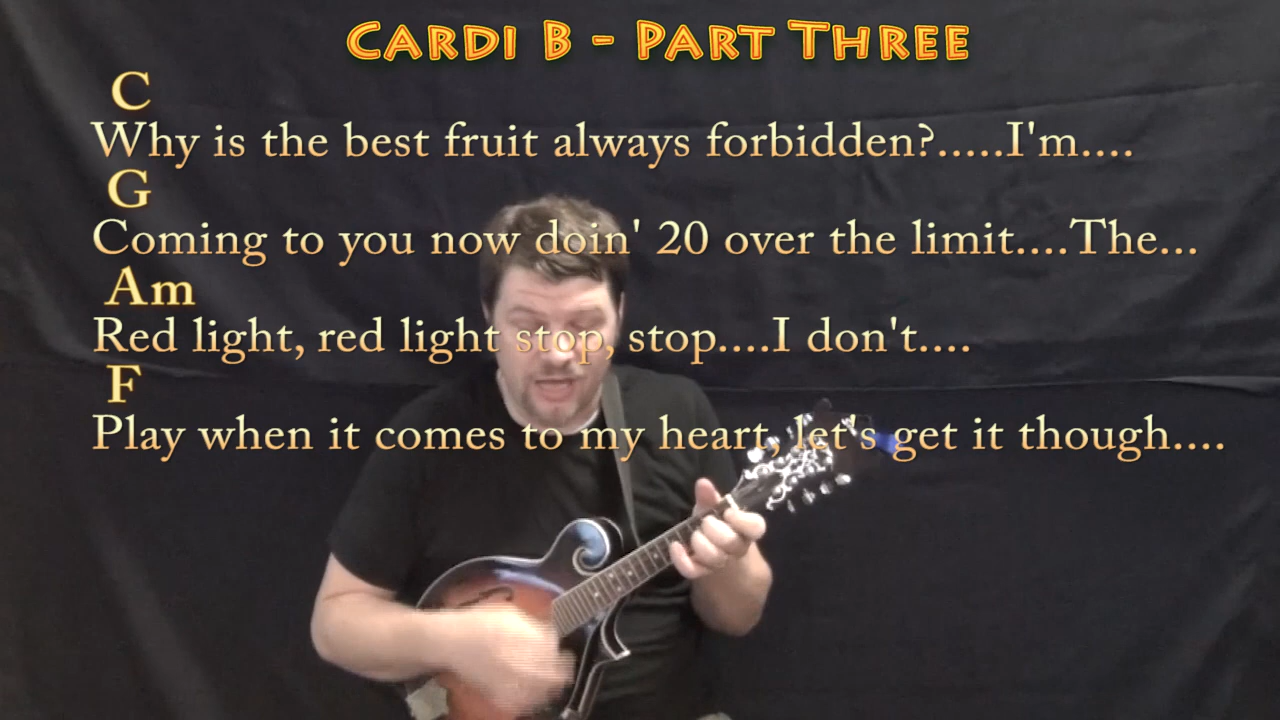 Cardi B - Part Three
C
Why is the best fruit always forbidden?.....I'm....
G
Coming to you now doin' 20 over the limit....The...
Am
Red light, red light stop, stop....I don't....
F
Play when it comes to my heart, let's get it though....